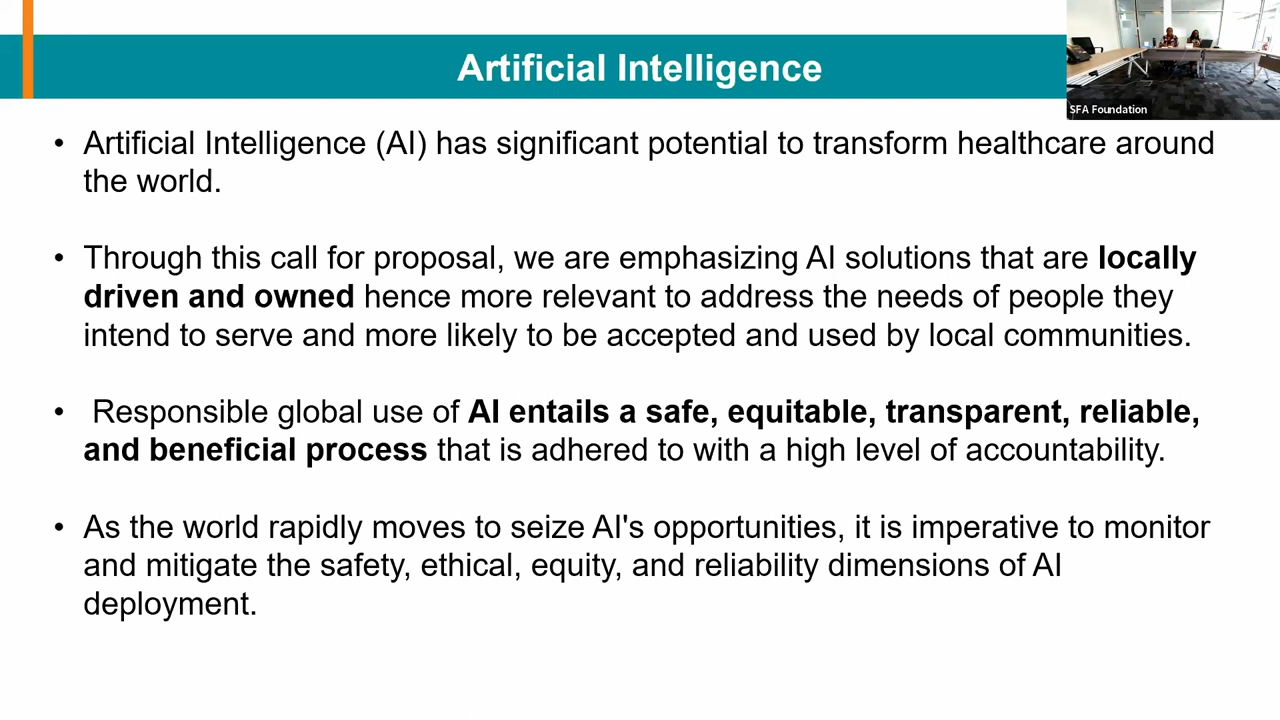 Artificial Intelligence
SFA Foundation
• Artificial Intelligence (AI) has significant potential to transform healthcare around
the world.
• Through this call for proposal, we are emphasizing AI solutions that are locally
driven and owned hence more relevant to address the needs of people they
intend to serve and more likely to be accepted and used by local communities.
• Responsible global use of AI entails a safe, equitable, transparent, reliable,
and beneficial process that is adhered to with a high level of accountability.
• As the world rapidly moves to seize AI's opportunities, it is imperative to monitor
and mitigate the safety, ethical, equity, and reliability dimensions of AI
deployment.